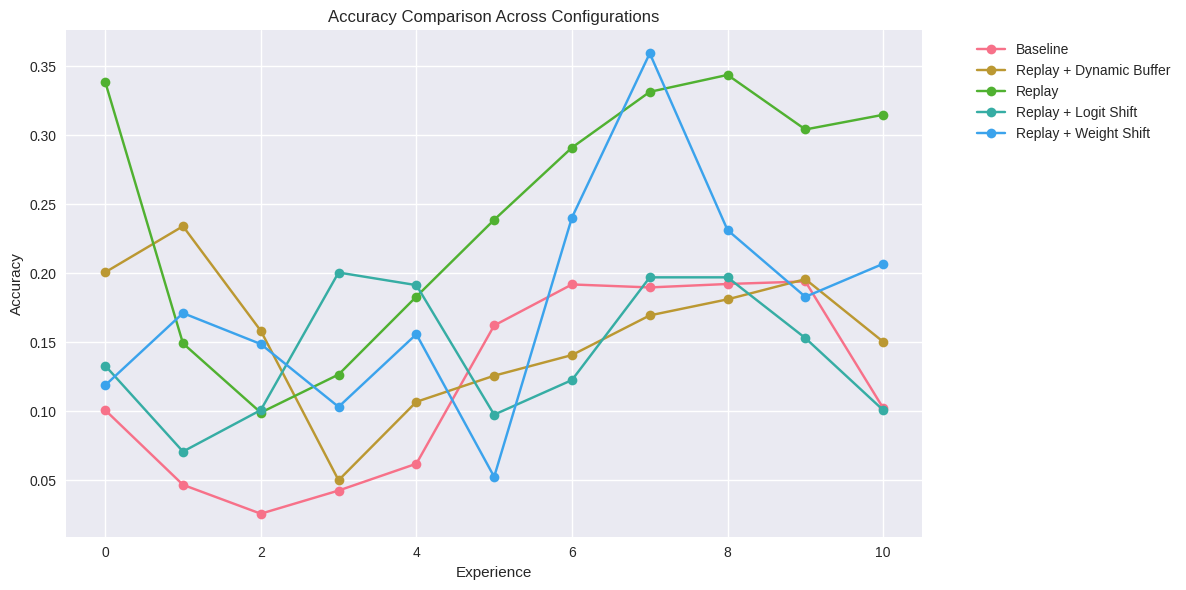 Accuracy Comparison Across Configurations
Baseline
Replay + Dynamic Buffer
Replay
Replay + Logit Shift
Replay + Weight Shift
Accuracy
0.35
0.30
0.25
0.20
0.15
0.10
0.05
0 2 4 6 8 10
Experience